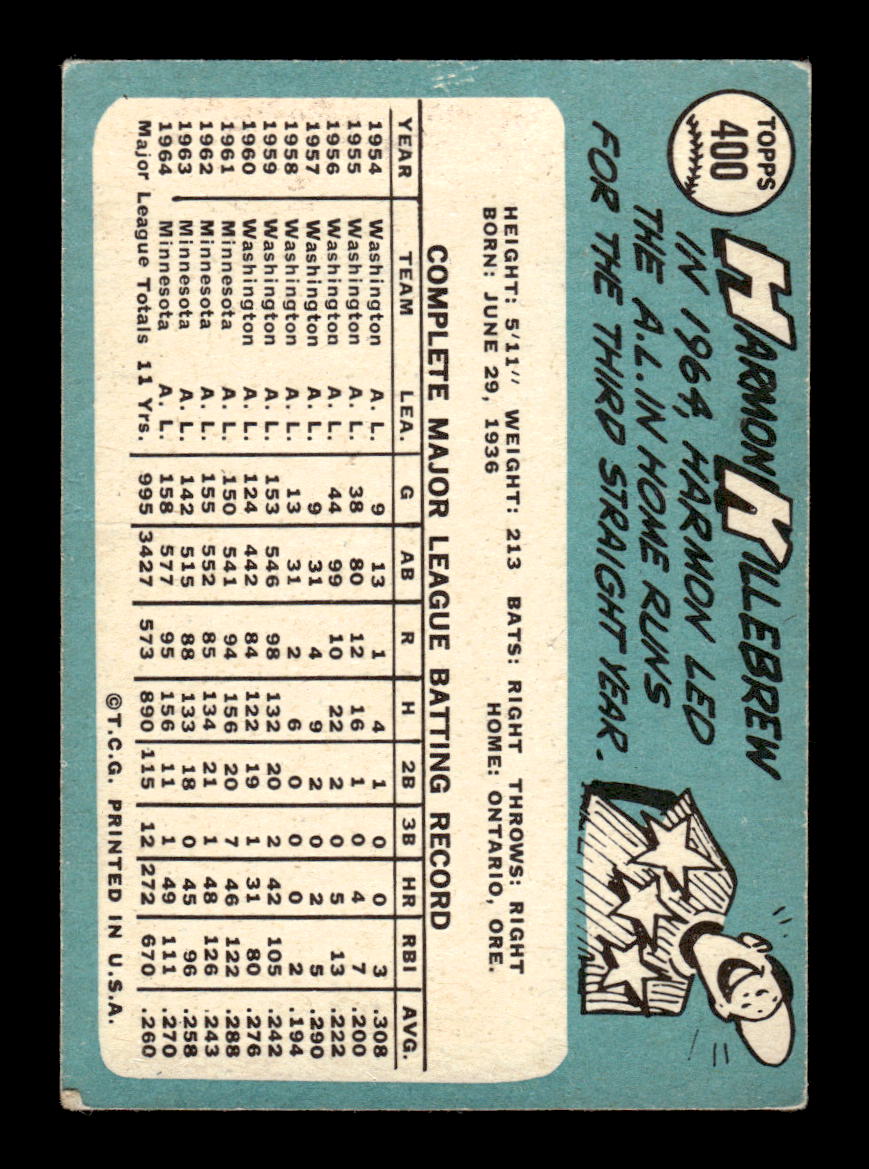 TOPPS
400
HARMON KILLEBREW
IN 1964, HARMON LED
THE A.L. IN HOME RUNS
FOR THE THIRD STRAIGHT YEAR.
HEIGHT: 5'11" WEIGHT: 213 BATS: RIGHT THROWS: RIGHT
BORN: JUNE 29, 1936 HOME: ONTARIO, ORE.
COMPLETE MAJOR LEAGUE BATTING RECORD
YEAR TEAM LEA. G AB R H 2B 3B HR RBI AVG.
1954 Washington A. L. 9 13 1 4 1 0 0 3 .308
1955 Washington A. L. 38 80 12 16 1 0 4 7 .200
1956 Washington A. L. 44 99 10 22 2 0 5 13 .222
1957 Washington A. L. 9 31 4 9 2 0 2 5 .290
1958 Washington A. L. 13 31 2 6 0 0 0 2 .194
1959 Washington A. L. 153 546 98 132 20 2 42 105 .242
1960 Washington A. L. 124 442 84 122 19 1 31 80 .276
1961 Minnesota A. L. 150 541 94 156 20 7 46 122 .288
1962 Minnesota A. L. 155 552 85 134 21 1 48 126 .243
1963 Minnesota A. L. 142 515 88 133 18 0 45 96 .258
1964 Minnesota A. L. 158 577 95 156 11 1 49 111 .270
Major League Totals 11 Yrs. 995 3427 573 890 115 12 272 670 .260
©T.C.G. PRINTED IN U.S.A.